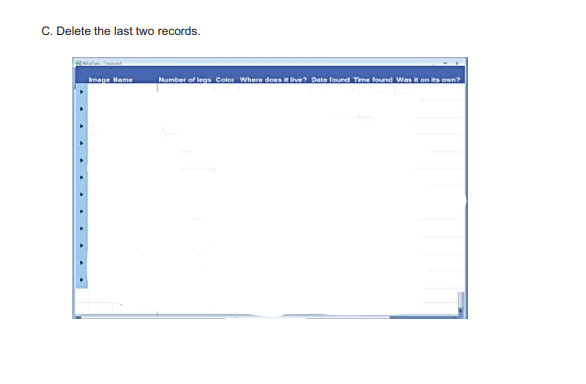 C. Delete the last two records.
Image Name Number of legs Color Where does it live? Date found Time found Was it on its own?